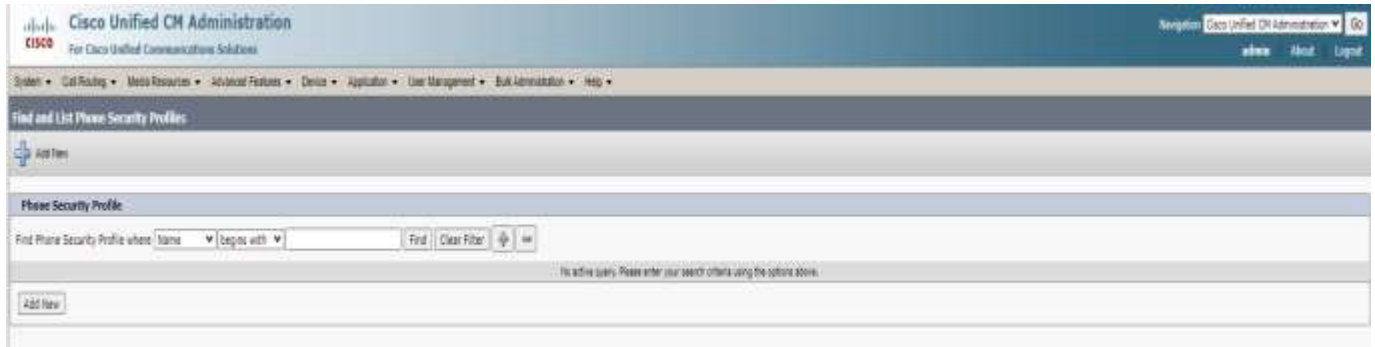 Cisco Unified CM Administration
CISCO
For Cisco Unified Communications Solutions
Navigation Cisco Unified CM Administration Go
admin About Logout
System Call Routing Media Resources Advanced Features Device Application User Management Bulk Administration Help
Find and List Phone Security Profiles
Add New
Phone Security Profile
Find Phone Security Profile where Name begins with Find Clear Filter
No active query. Please enter your search criteria using the options above.
Add New